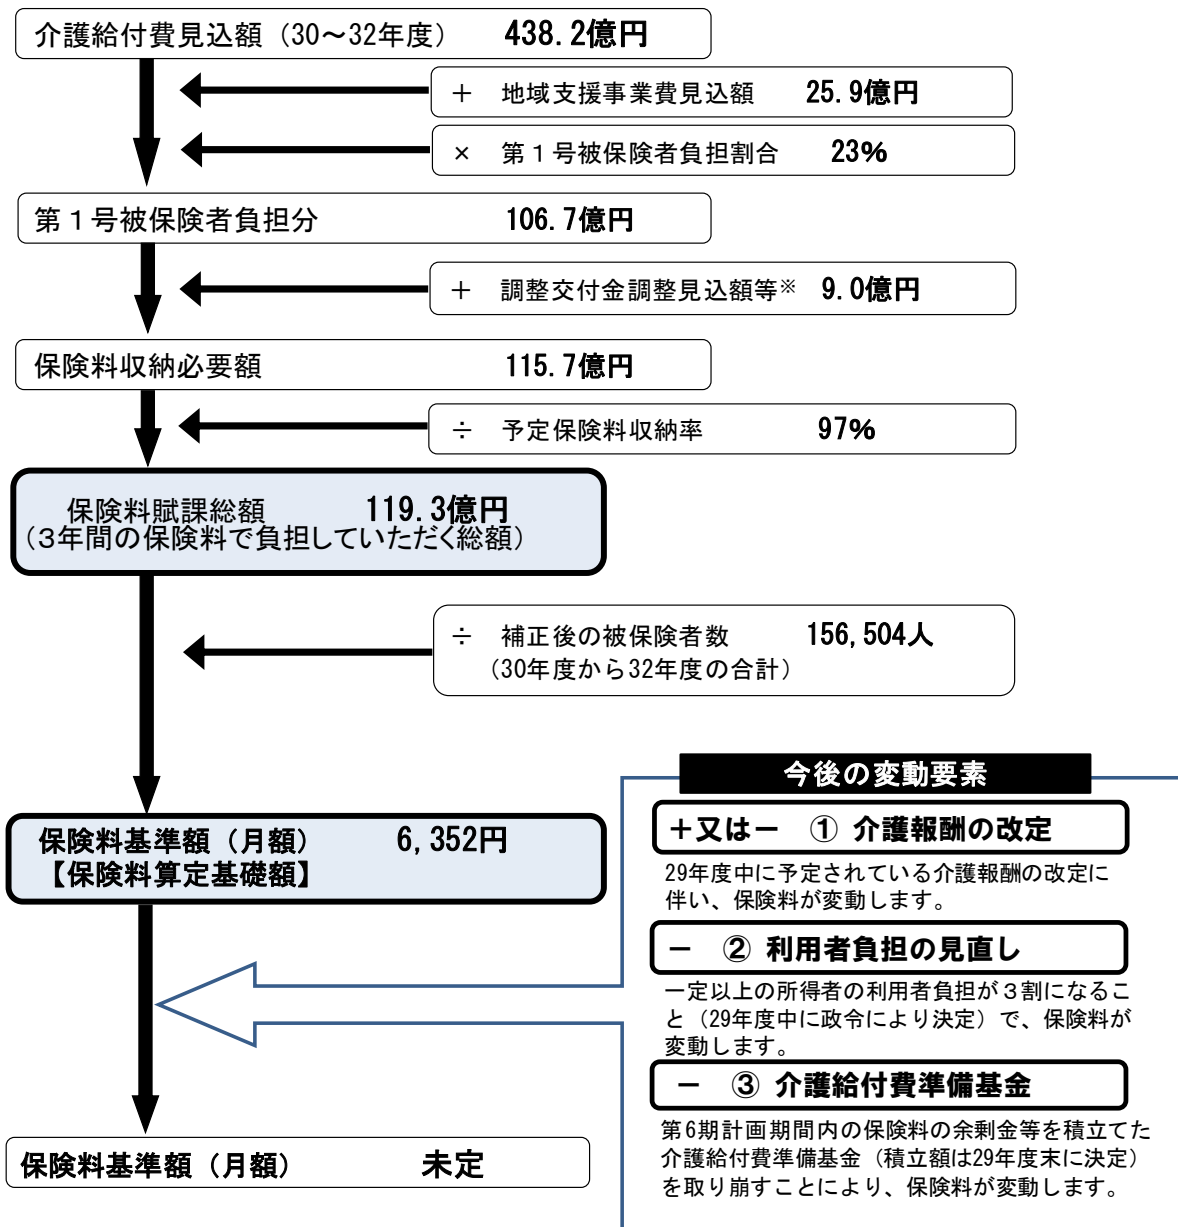 介護給付費見込額（30～32年度） 438.2億円
＋ 地域支援事業費見込額 25.9億円
× 第１号被保険者負担割合 23%
第１号被保険者負担分 106.7億円
＋ 調整交付金調整見込額等※ 9.0億円
保険料収納必要額 115.7億円
÷ 予定保険料収納率 97%
保険料賦課総額 119.3億円
（３年間の保険料で負担していただく総額）
÷ 補正後の被保険者数 156,504人
（30年度から32年度の合計）
保険料基準額（月額） 6,352円
【保険料算定基礎額】
今後の変動要素
＋又は－ ① 介護報酬の改定
29年度中に予定されている介護報酬の改定に
伴い、保険料が変動します。
－ ② 利用者負担の見直し
一定以上の所得者の利用者負担が３割になるこ
と（29年度中に政令により決定）で、保険料が
変動します。
－ ③ 介護給付費準備基金
第6期計画期間内の保険料の余剰金等を積立てた
介護給付費準備基金（積立額は29年度末に決定）
を取り崩すことにより、保険料が変動します。
保険料基準額（月額） 未定